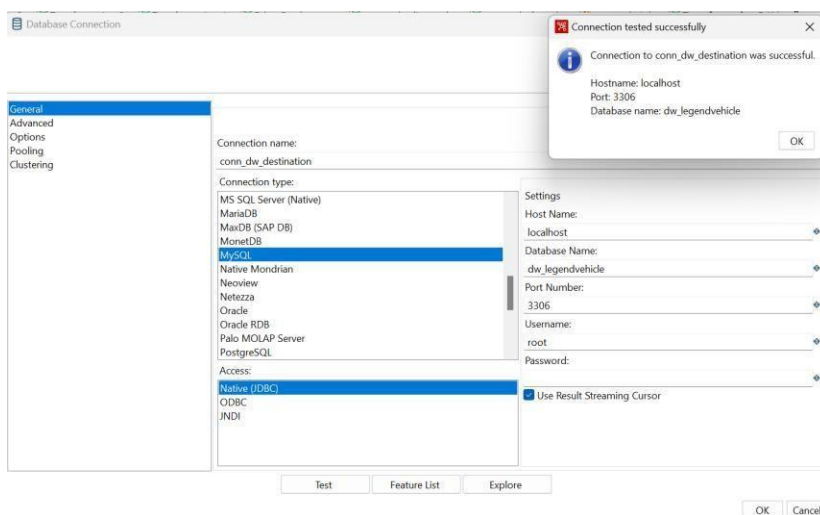 Database Connection
Connection tested successfully
Connection to conn_dw_destination was successful.
Hostname: localhost
Port: 3306
Database name: dw_legendvehicle
OK
General
Advanced
Options
Pooling
Clustering
Connection name:
conn_dw_destination
Connection type:
MS SQL Server (Native)
MariaDB
MaxDB (SAP DB)
MonetDB
MySQL
Native Mondrian
Neoview
Netezza
Oracle
Oracle RDB
Palo MOLAP Server
PostgreSQL
Access:
Native (JDBC)
ODBC
JNDI
Settings
Host Name:
localhost
Database Name:
dw_legendvehicle
Port Number:
3306
Username:
root
Password:
Use Result Streaming Cursor
Test
Feature List
Explore
OK
Cancel